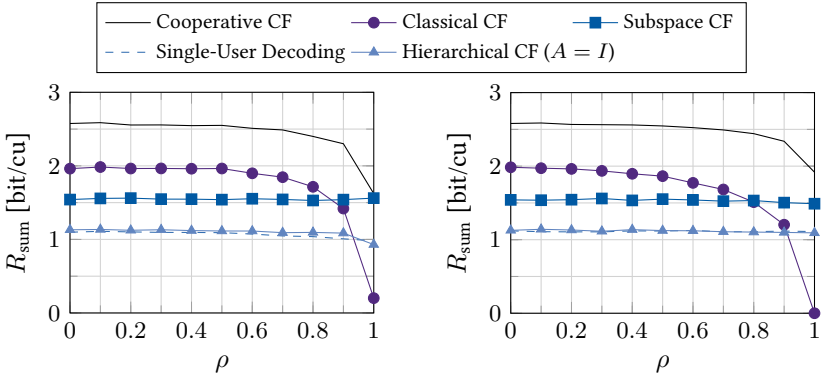 Cooperative CF Classical CF Subspace CF
Single-User Decoding Hierarchical CF (A = I)
3
2
1
0
R_sum [bit/cu]
0 0.2 0.4 0.6 0.8 1
ρ
3
2
1
0
R_sum [bit/cu]
0 0.2 0.4 0.6 0.8 1
ρ